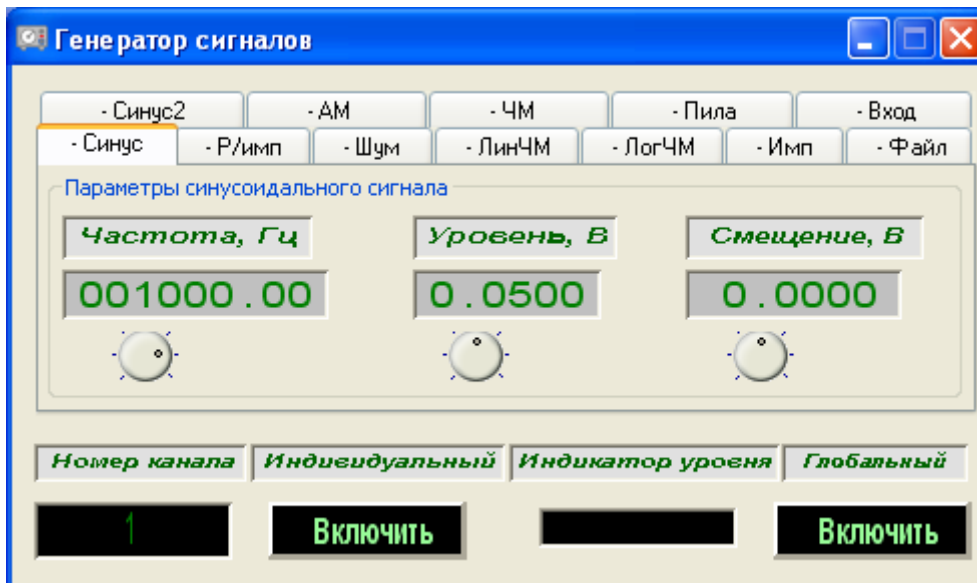 Генератор сигналов
- Синус2 - АМ - ЧМ - Пила - Вход
- Синус - Р/имп - Шум - ЛинЧМ - ЛогЧМ - Имп - Файл
Параметры синусоидального сигнала
Частота, Гц Уровень, В Смещение, В
001000.00 0.0500 0.0000
Номер канала Индивидуальный Индикатор уровня Глобальный
1 Включить Включить